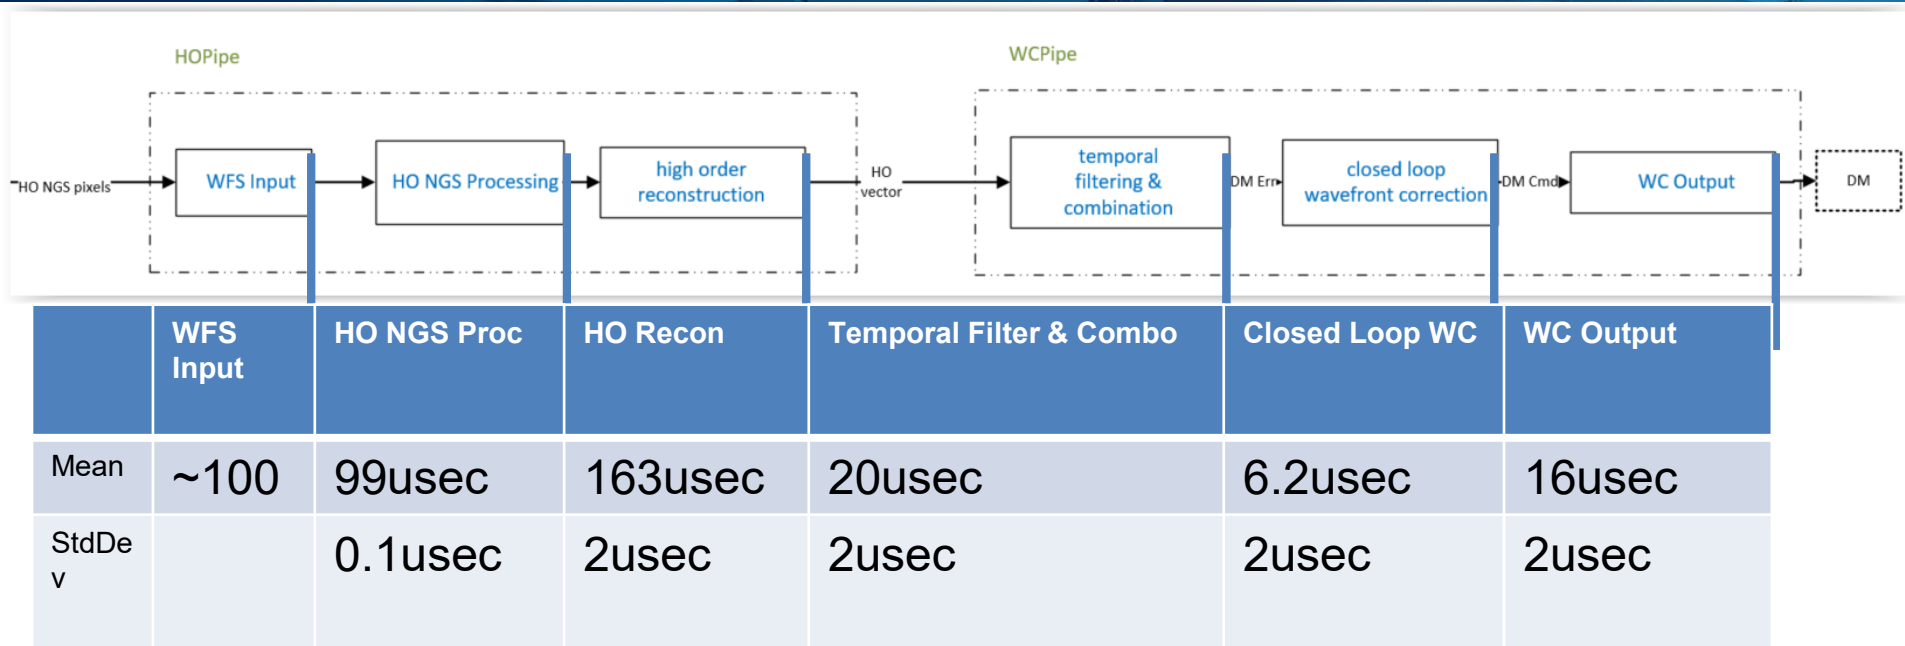 HOPipe
WCPipe
HO NGS pixels
WFS Input
HO NGS Processing
high order
reconstruction
HO
vector
temporal
filtering &
combination
DM Err
closed loop
wavefront correction
DM Cmd
WC Output
DM
WFS
Input
HO NGS Proc
HO Recon
Temporal Filter & Combo
Closed Loop WC
WC Output
Mean
~100
99usec
163usec
20usec
6.2usec
16usec
StdDe
v
0.1usec
2usec
2usec
2usec
2usec